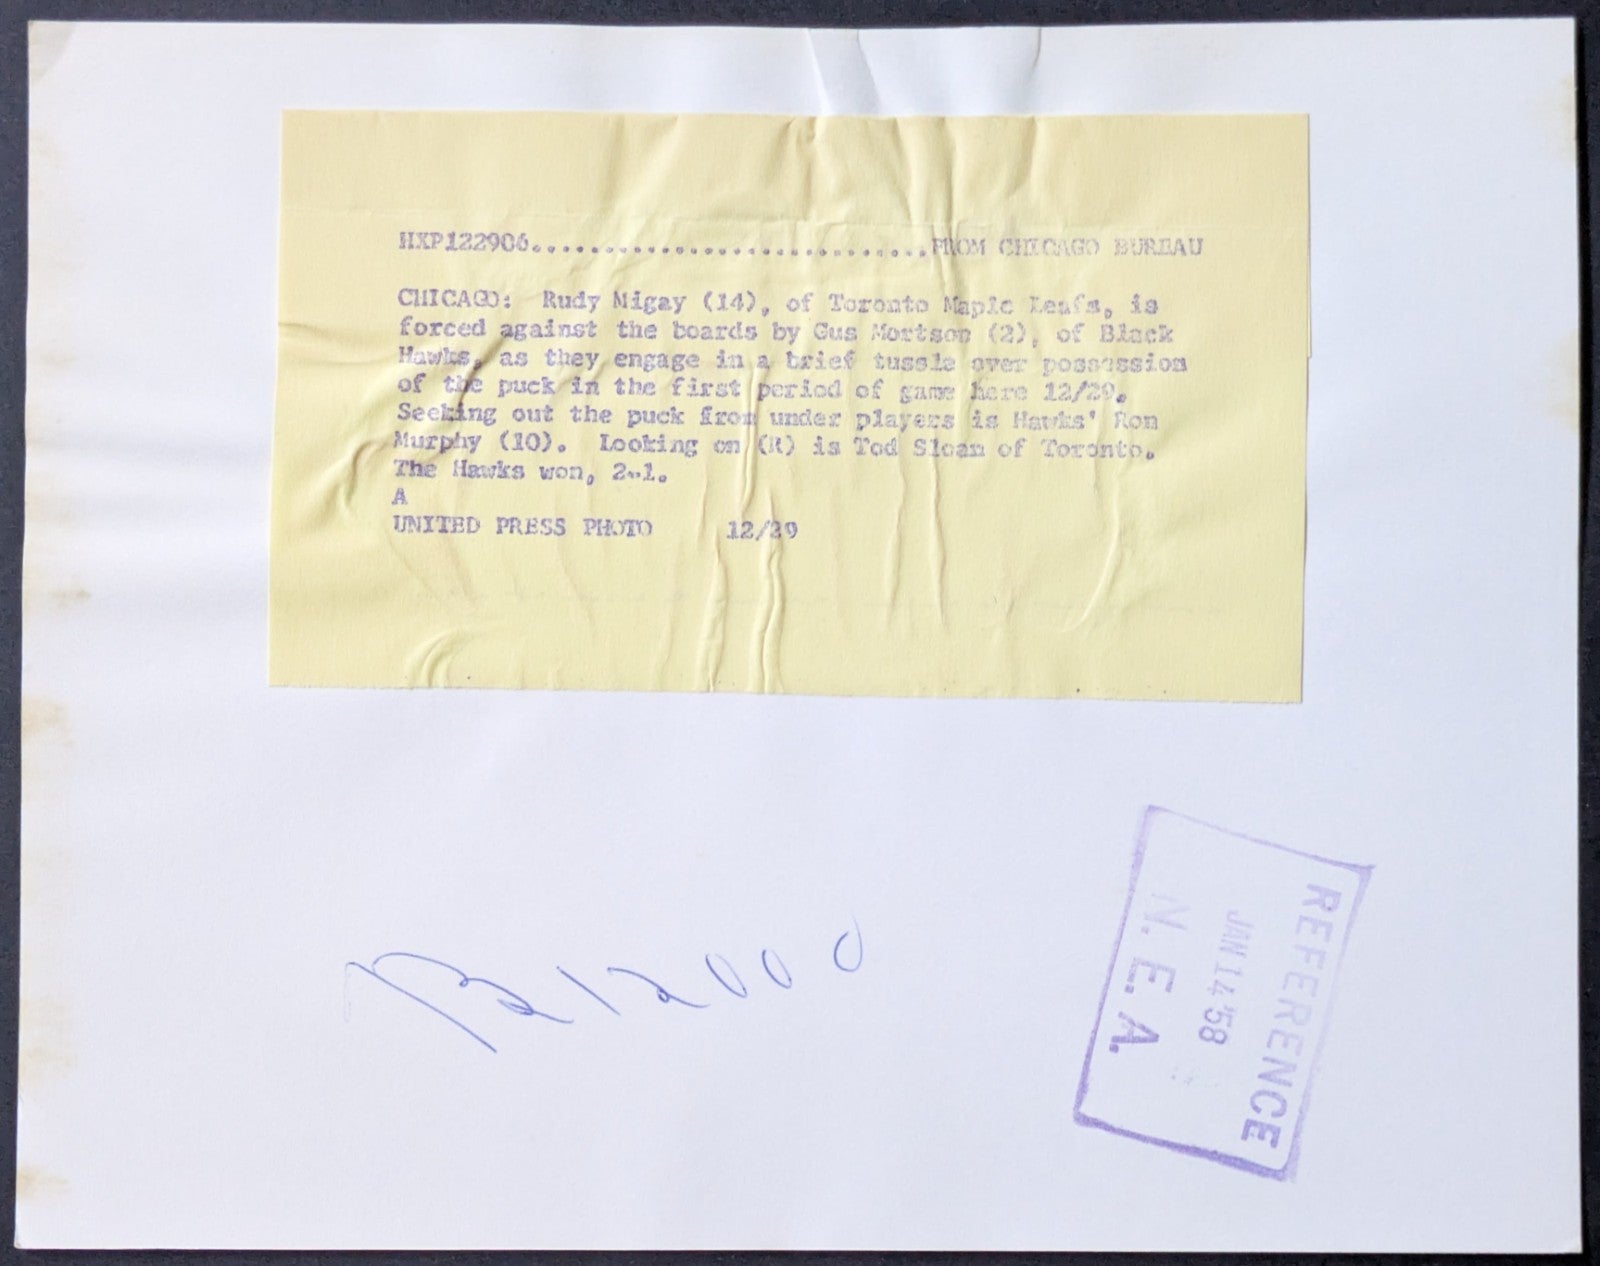 HXP122906............................FROM CHICAGO BUREAU
CHICAGO: Rudy Migay (14), of Toronto Maple Leafs, is
forced against the boards by Gus Mortson (2), of Black
Hawks, as they engage in a brief tussle over possession
of the puck in the first period of game here 12/29.
Seeking out the puck from under players is Hawks' Ron
Murphy (10). Looking on (R) is Tod Sloan of Toronto.
The Hawks won, 2-1.
A
UNITED PRESS PHOTO 12/29
REFERENCE
JAN 14 '58
N. E. A.